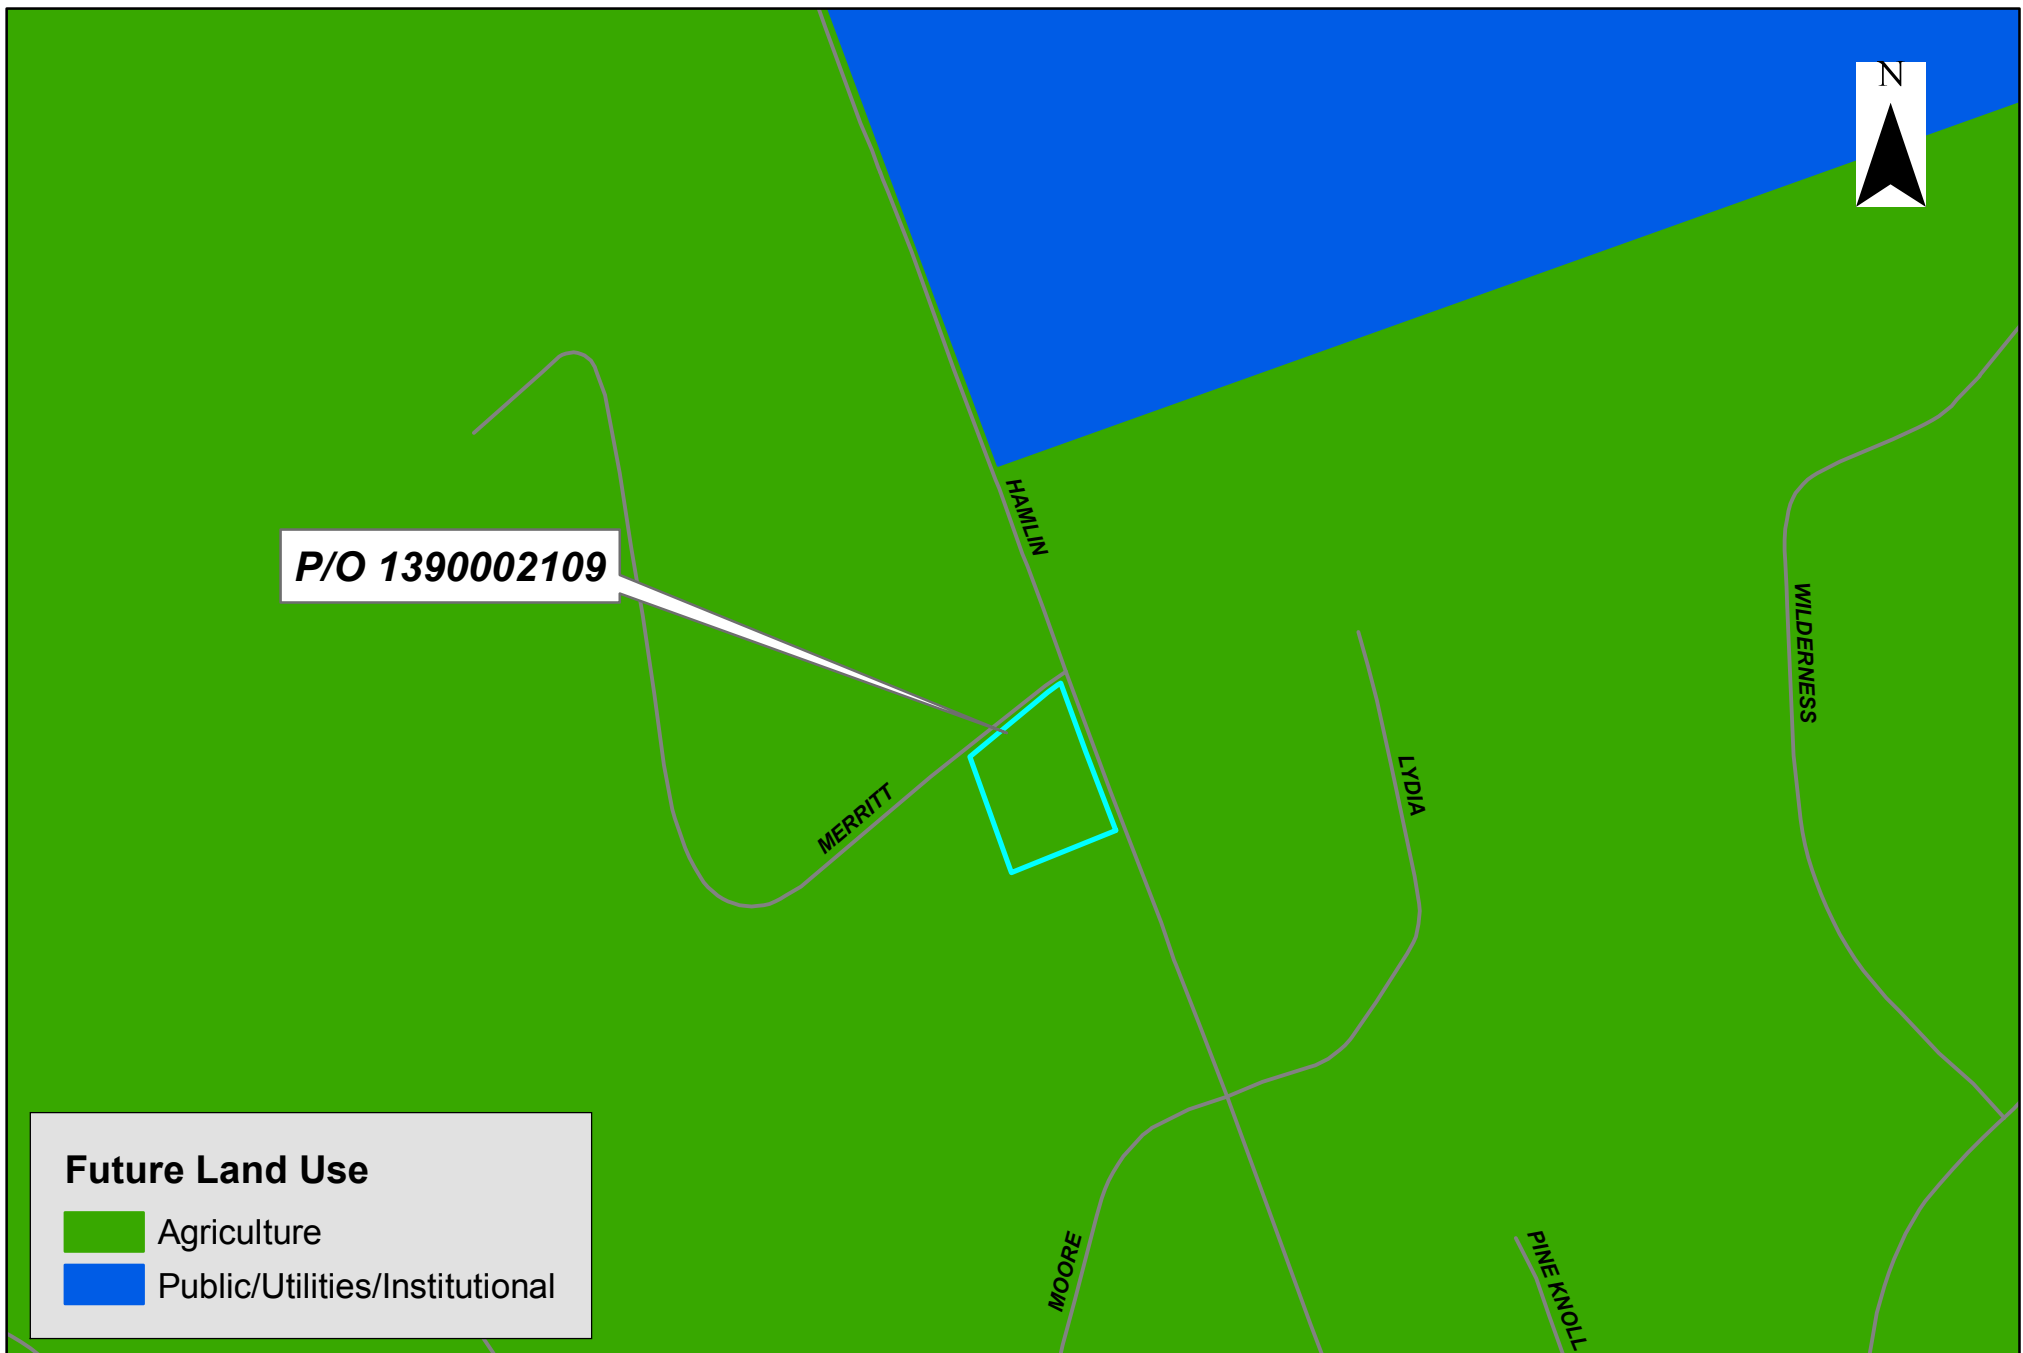 N
HAMLIN
P/O 1390002109
WILDERNESS
LYDIA
MERRITT
Future Land Use
Agriculture
Public/Utilities/Institutional
MOORE
PINE KNOLL